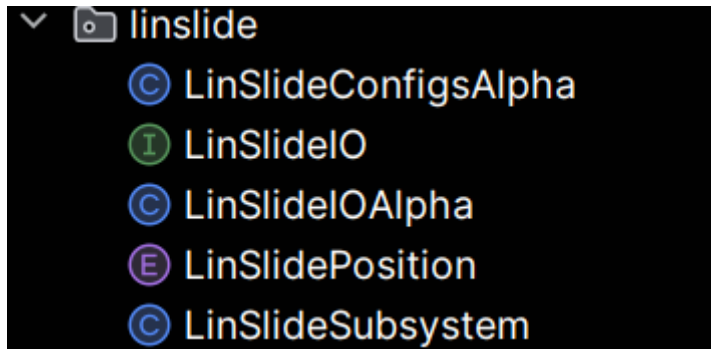 linslide
C LinSlideConfigsAlpha
I LinSlideIO
C LinSlideIOAlpha
E LinSlidePosition
C LinSlideSubsystem